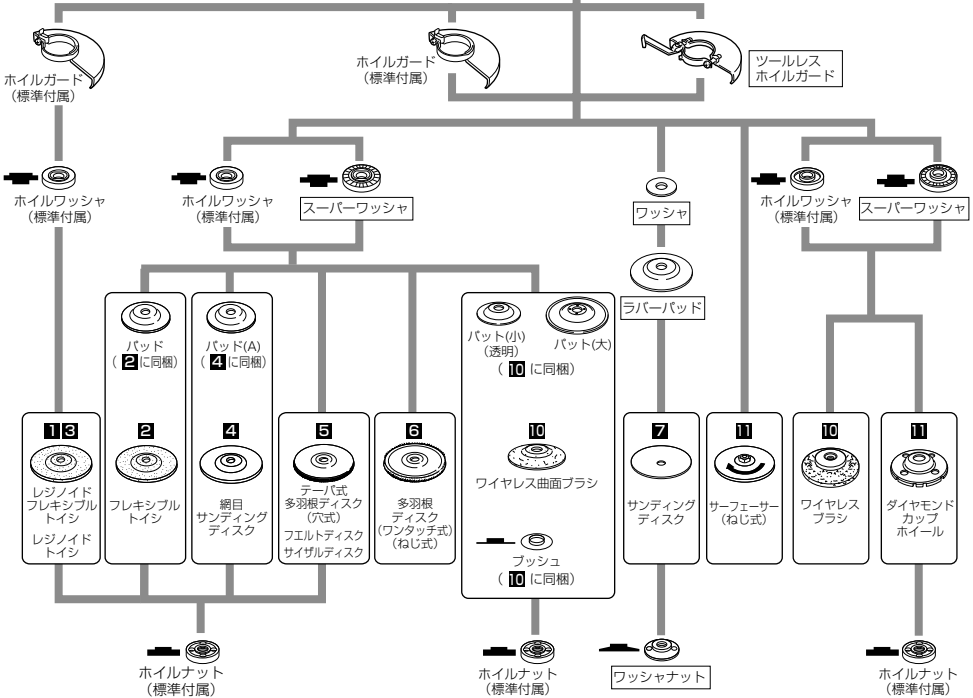 ホイルガード
（標準付属）
ホイルガード
（標準付属）
ツールレス
ホイルガード
ホイルワッシャ
（標準付属）
ホイルワッシャ
（標準付属）
スーパーワッシャ
ワッシャ
ホイルワッシャ
（標準付属）
スーパーワッシャ
ラバーパッド
パッド
（2に同梱）
パッド(A)
（4に同梱）
パット(小)
（透明）
パット(大)
（10 に同梱）
1 3
レジノイド
フレキシブル
トイシ
レジノイド
トイシ
2
フレキシブル
トイシ
4
網目
サンディング
ディスク
5
テーパ式
多羽根ディスク
（穴式）
フエルトディスク
サイザルディスク
6
多羽根
ディスク
（ワンタッチ式）
（ねじ式）
10
ワイヤレス曲面ブラシ
ブッシュ
（10 に同梱）
7
サンディング
ディスク
11
サーフェーサー
（ねじ式）
10
ワイヤレス
ブラシ
11
ダイヤモンド
カップ
ホイール
ホイルナット
（標準付属）
ホイルナット
（標準付属）
ワッシャナット
ホイルナット
（標準付属）